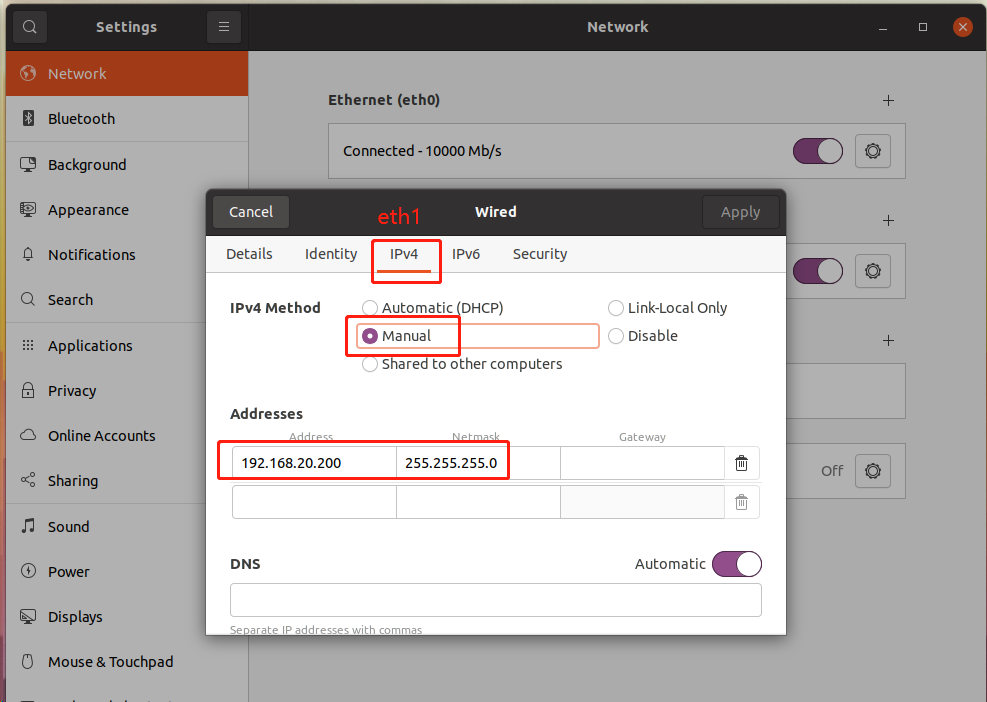 Settings
Network
Network
Bluetooth
Background
Appearance
Notifications
Search
Applications
Privacy
Online Accounts
Sharing
Sound
Power
Displays
Mouse & Touchpad
Ethernet (eth0)
Connected - 10000 Mb/s
Off
Cancel
eth1
Wired
Apply
Details Identity IPv4 IPv6 Security
IPv4 Method
Automatic (DHCP) Link-Local Only
Manual Disable
Shared to other computers
Addresses
Address Netmask Gateway
192.168.20.200 255.255.255.0
DNS Automatic
Separate IP addresses with commas